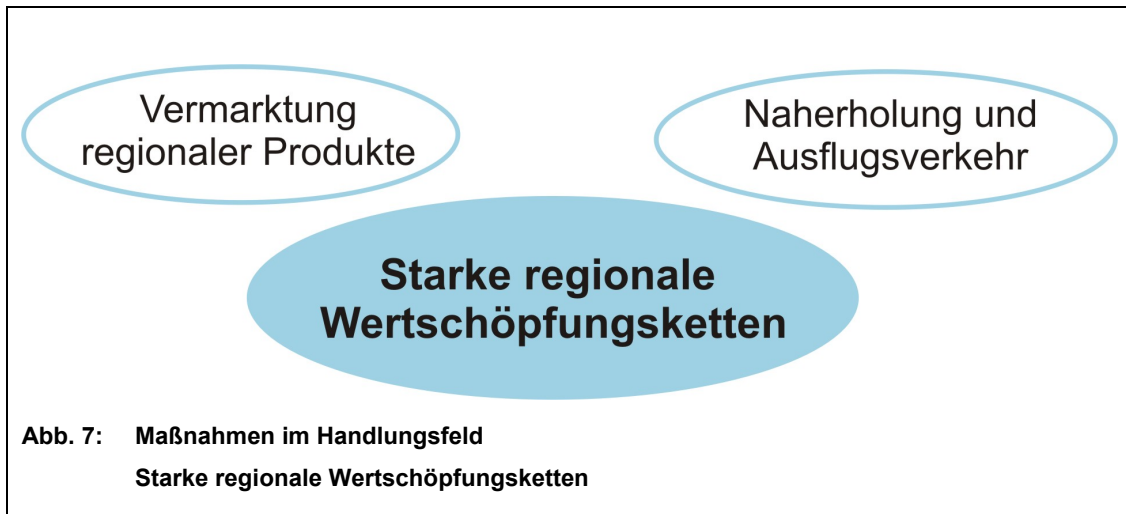 Vermarktung
regionaler Produkte
Naherholung und
Ausflugsverkehr
Starke regionale
Wertschöpfungsketten
Abb. 7: Maßnahmen im Handlungsfeld
Starke regionale Wertschöpfungsketten